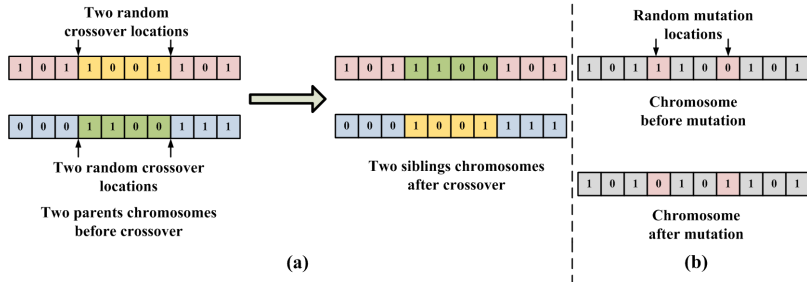 Two random
crossover locations
1 0 1 1 0 0 1 1 0 1
0 0 0 1 1 0 0 1 1 1
Two random crossover
locations
Two parents chromosomes
before crossover
1 0 1 1 1 0 0 1 0 1
0 0 0 1 0 0 1 1 1 1
Two siblings chromosomes
after crossover
(a)
Random mutation
locations
1 0 1 1 1 0 0 1 0 1
Chromosome
before mutation
1 0 1 0 1 0 1 1 0 1
Chromosome
after mutation
(b)